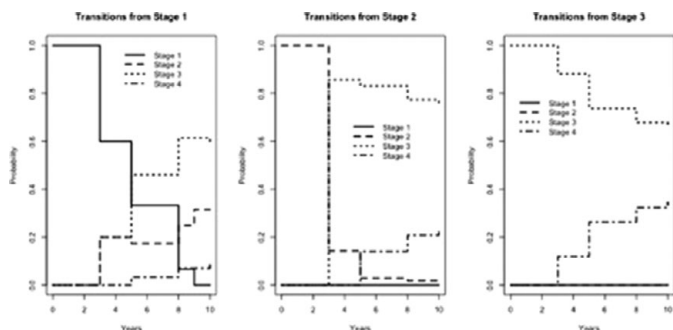 Transitions from Stage 1
Probability
1.0
0.8
0.6
0.4
0.2
0.0
Stage 1
Stage 2
Stage 3
Stage 4
0 2 4 6 8 10
Years
Transitions from Stage 2
Probability
1.0
0.8
0.6
0.4
0.2
0.0
Stage 1
Stage 2
Stage 3
Stage 4
0 2 4 6 8 10
Years
Transitions from Stage 3
Probability
1.0
0.8
0.6
0.4
0.2
0.0
Stage 1
Stage 2
Stage 3
Stage 4
0 2 4 6 8 10
Years